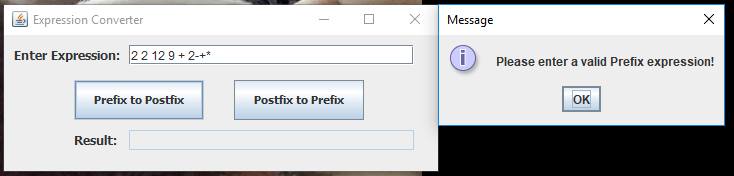 Expression Converter
Enter Expression: 2 2 12 9 + 2-+*
Prefix to Postfix Postfix to Prefix
Result:
Message
Please enter a valid Prefix expression!
OK